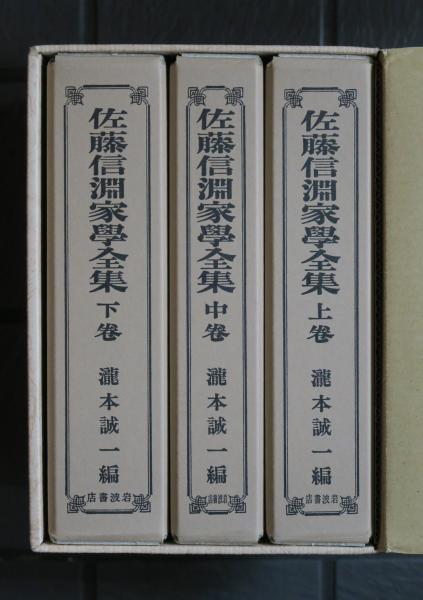 佐藤信淵家學全集 上卷 瀧本誠一編
岩波書店
佐藤信淵家學全集 中卷 瀧本誠一編
岩波書店
佐藤信淵家學全集 下卷 瀧本誠一編
岩波書店